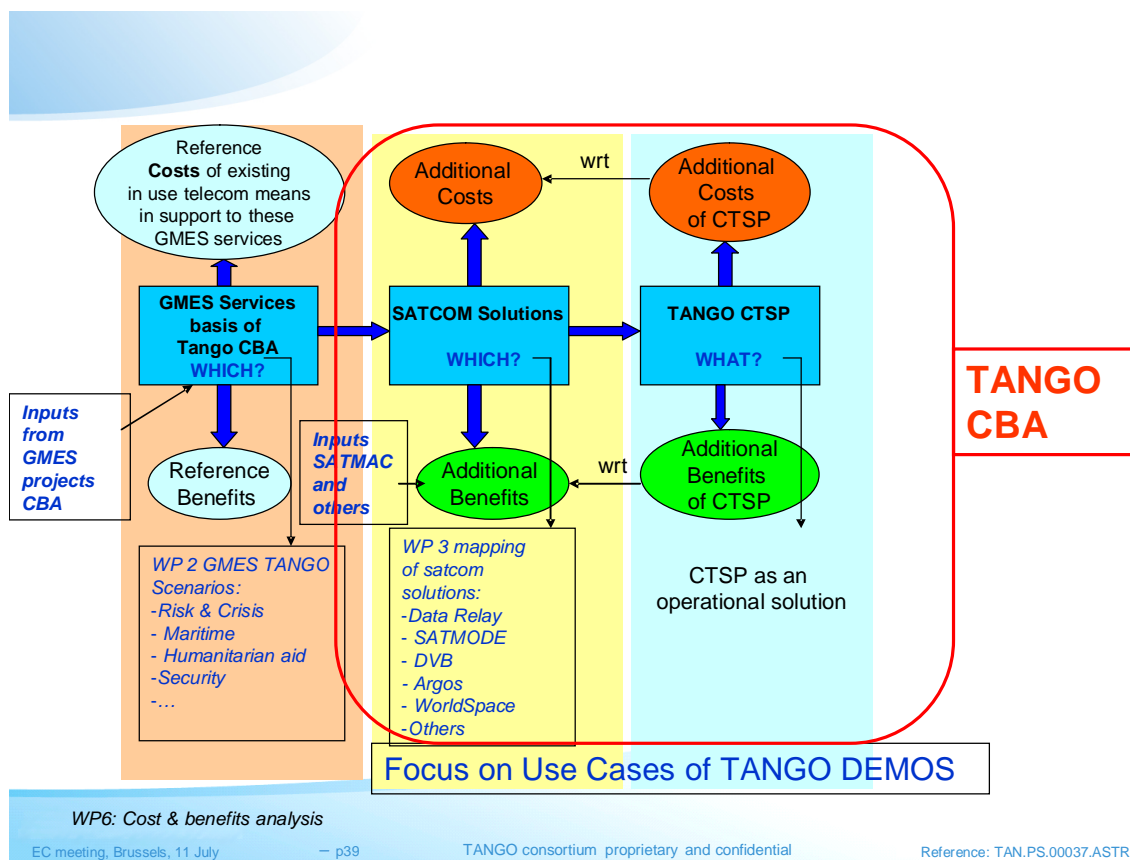 Reference
Costs of existing
in use telecom means
in support to these
GMES services
Additional
Costs
wrt
Additional
Costs
of CTSP
GMES Services
basis of
Tango CBA
WHICH?
SATCOM Solutions
WHICH?
TANGO CTSP
WHAT?
TANGO
CBA
Inputs
from
GMES
projects
CBA
Reference
Benefits
Inputs
SATMAC
and
others
Additional
Benefits
wrt
Additional
Benefits
of CTSP
WP 2 GMES TANGO
Scenarios:
-Risk & Crisis
- Maritime
- Humanitarian aid
-Security
-…
WP 3 mapping
of satcom
solutions:
-Data Relay
- SATMODE
- DVB
- Argos
- WorldSpace
-Others
CTSP as an
operational solution
Focus on Use Cases of TANGO DEMOS
WP6: Cost & benefits analysis
EC meeting, Brussels, 11 July
– p39
TANGO consortium proprietary and confidential
Reference: TAN.PS.00037.ASTR